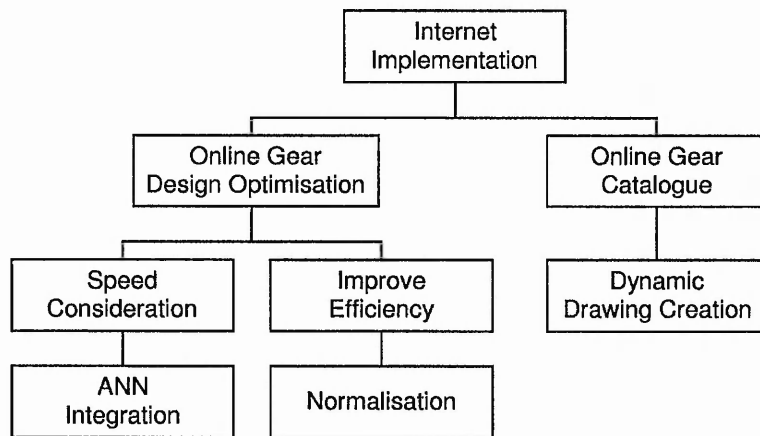 Internet
Implementation
Online Gear
Design Optimisation
Online Gear
Catalogue
Speed
Consideration
Improve
Efficiency
Dynamic
Drawing Creation
ANN
Integration
Normalisation